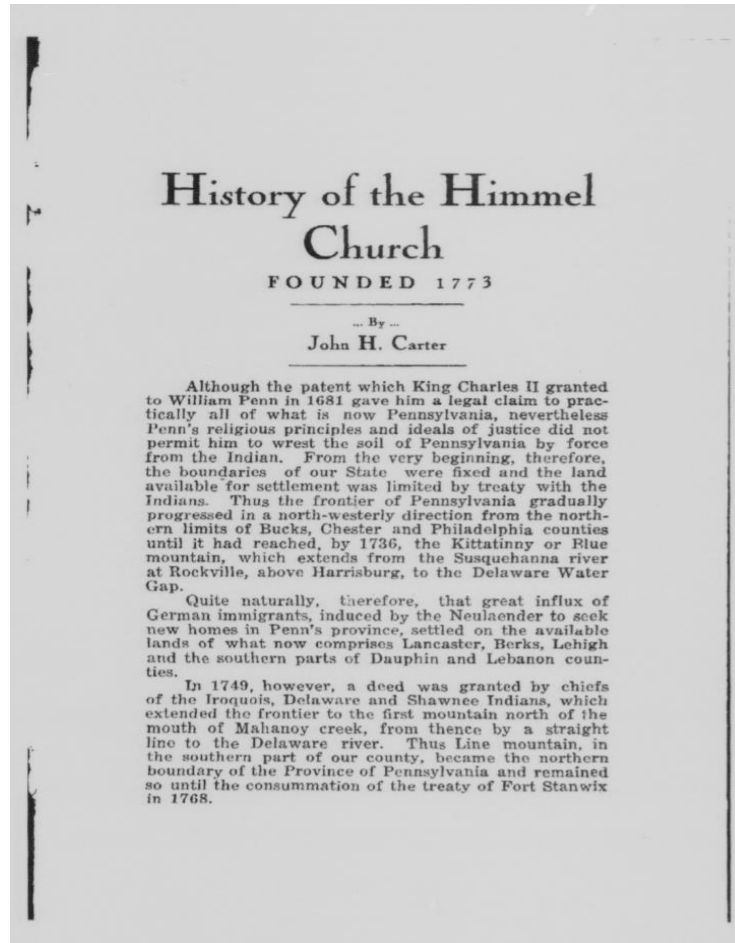 History of the Himmel
Church
FOUNDED 1773
... By ...
John H. Carter
Although the patent which King Charles II granted
to William Penn in 1681 gave him a legal claim to prac-
tically all of what is now Pennsylvania, nevertheless
Penn's religious principles and ideals of justice did not
permit him to wrest the soil of Pennsylvania by force
from the Indian. From the very beginning, therefore,
the boundaries of our State were fixed and the land
available for settlement was limited by treaty with the
Indians. Thus the frontier of Pennsylvania gradually
progressed in a north-westerly direction from the north-
ern limits of Bucks, Chester and Philadelphia counties
until it had reached, by 1736, the Kittatinny or Blue
mountain, which extends from the Susquehanna river
at Rockville, above Harrisburg, to the Delaware Water
Gap.
Quite naturally, therefore, that great influx of
German immigrants, induced by the Neulaender to seek
new homes in Penn's province, settled on the available
lands of what now comprises Lancaster, Berks, Lehigh
and the southern parts of Dauphin and Lebanon coun-
ties.
In 1749, however, a deed was granted by chiefs
of the Iroquois, Delaware and Shawnee Indians, which
extended the frontier to the first mountain north of the
mouth of Mahanoy creek, from thence by a straight
line to the Delaware river. Thus Line mountain, in
the southern part of our county, became the northern
boundary of the Province of Pennsylvania and remained
so until the consummation of the treaty of Fort Stanwix
in 1768.